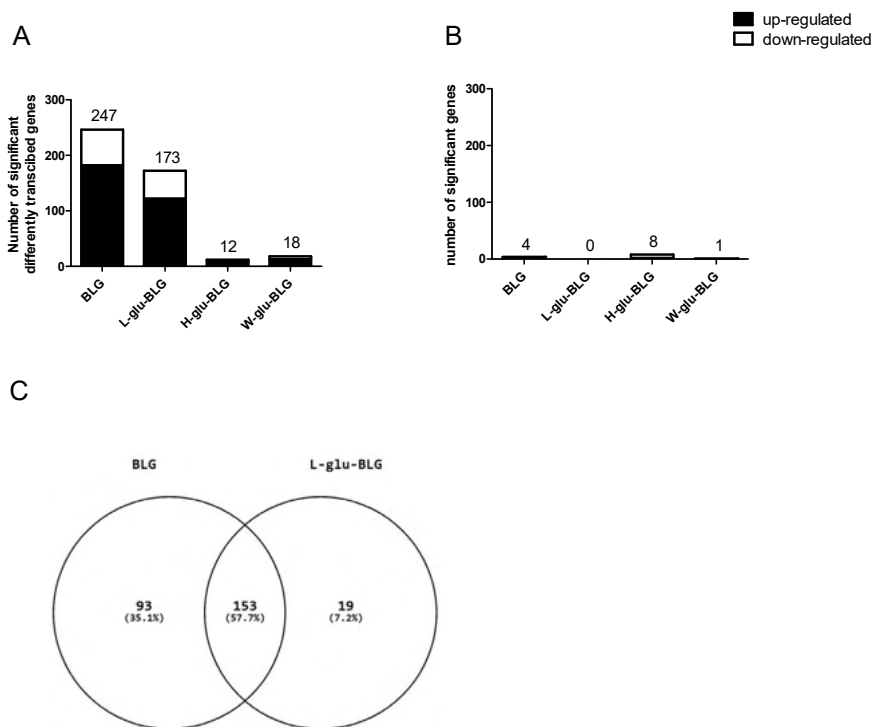 up-regulated
down-regulated
A
Number of significant
differently transcibed genes
300
200
100
0
247
173
12
18
BLG
L-glu-BLG
H-glu-BLG
W-glu-BLG
B
number of significant genes
300
200
100
0
4
0
8
1
BLG
L-glu-BLG
H-glu-BLG
W-glu-BLG
C
BLG
L-glu-BLG
93
(35.1%)
153
(57.7%)
19
(7.2%)